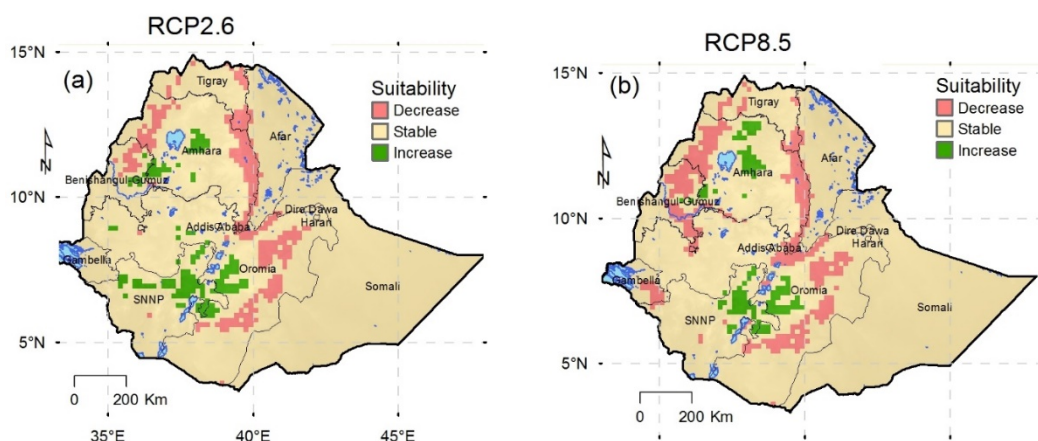 RCP2.6
15°N
(a)
Suitability
Decrease
Stable
Increase
Tigray
Afar
Amhara
Benishangul-Gumuz
10°N
Dire Dawa
Harari
Addis Ababa
Gambella
Oromia
SNNP
Somali
5°N
N
0 200 Km
35°E 40°E 45°E
RCP8.5
15°N
(b)
Suitability
Decrease
Stable
Increase
Tigray
Afar
Amhara
Benishangul-Gumuz
10°N
Dire Dawa
Harari
Addis Ababa
Gambella
Oromia
SNNP
Somali
5°N
N
0 200 Km